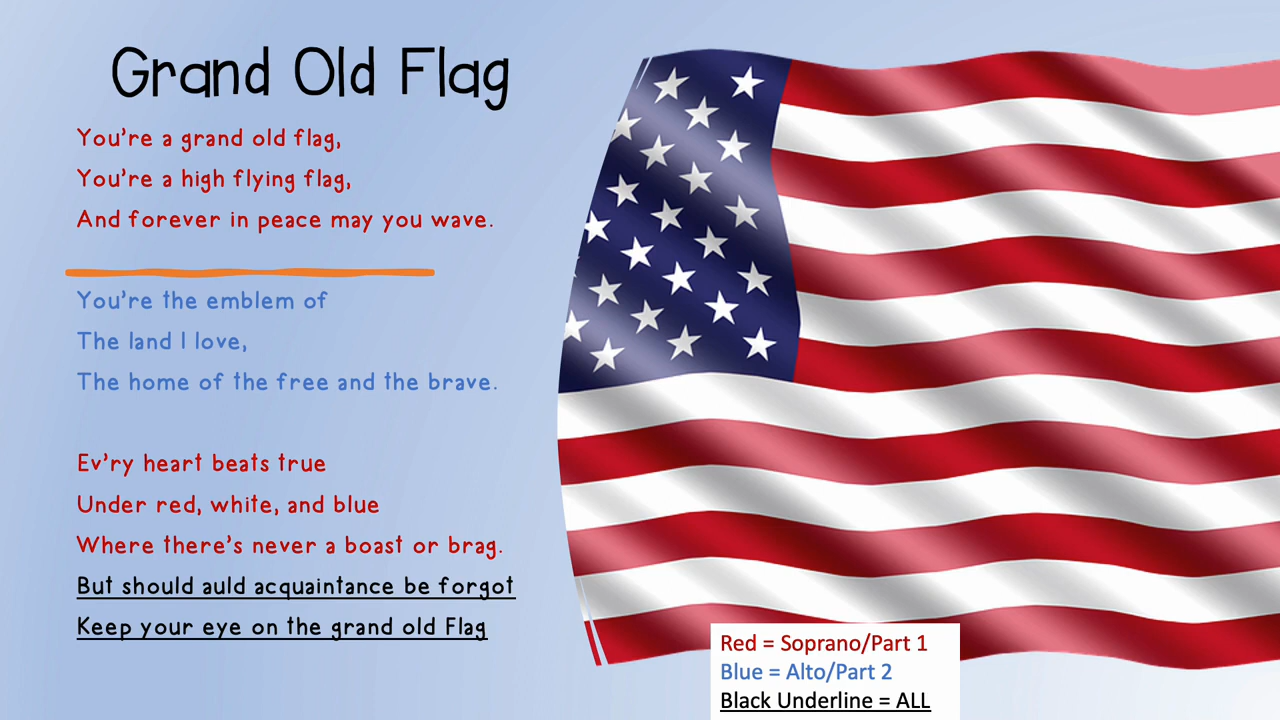 Grand Old Flag
You're a grand old flag,
You're a high flying flag,
And forever in peace may you wave.
You're the emblem of
The land I love,
The home of the free and the brave.
Ev'ry heart beats true
Under red, white, and blue
Where there's never a boast or brag.
But should auld acquaintance be forgot
Keep your eye on the grand old Flag
Red = Soprano/Part 1
Blue = Alto/Part 2
Black Underline = ALL